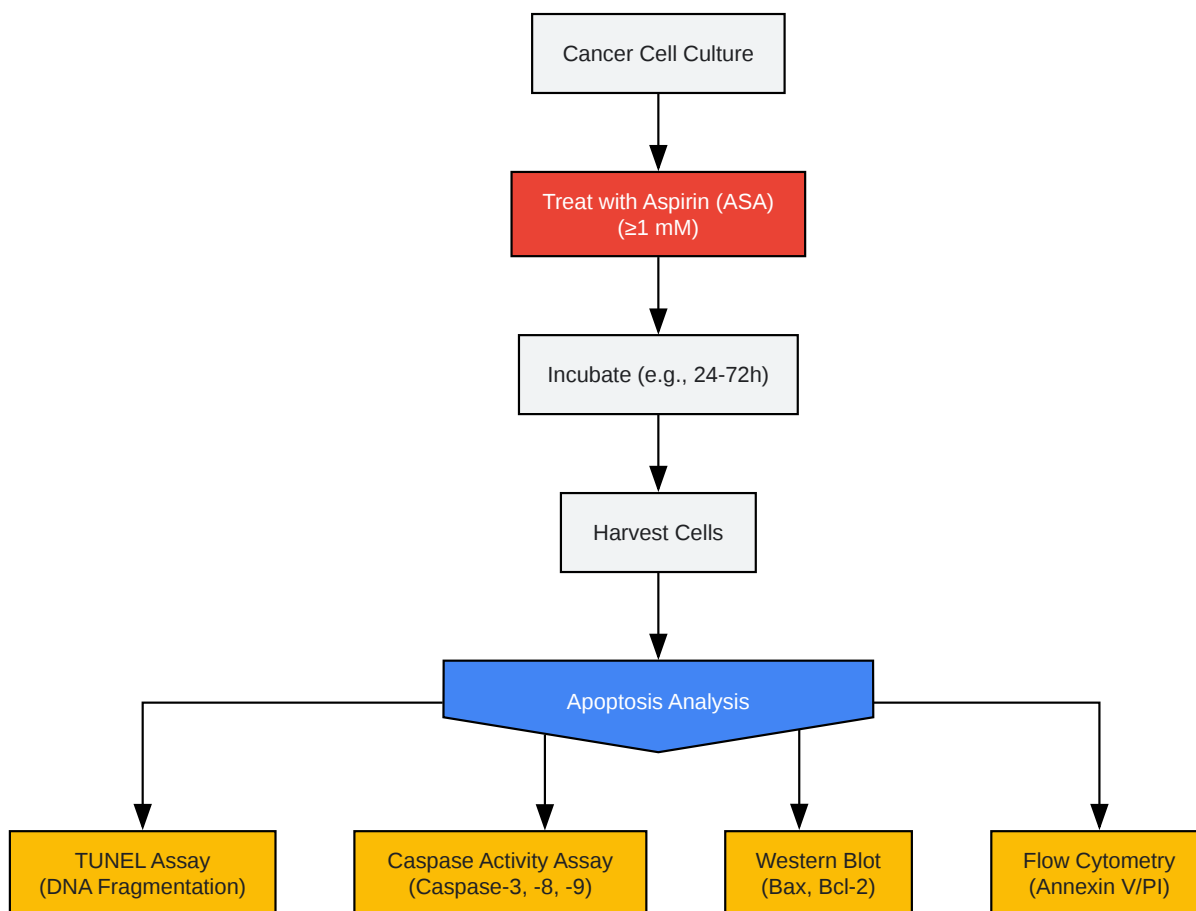 Cancer Cell Culture
Treat with Aspirin (ASA)
(≥1 mM)
Incubate (e.g., 24-72h)
Harvest Cells
Apoptosis Analysis
TUNEL Assay
(DNA Fragmentation)
Caspase Activity Assay
(Caspase-3, -8, -9)
Western Blot
(Bax, Bcl-2)
Flow Cytometry
(Annexin V/PI)